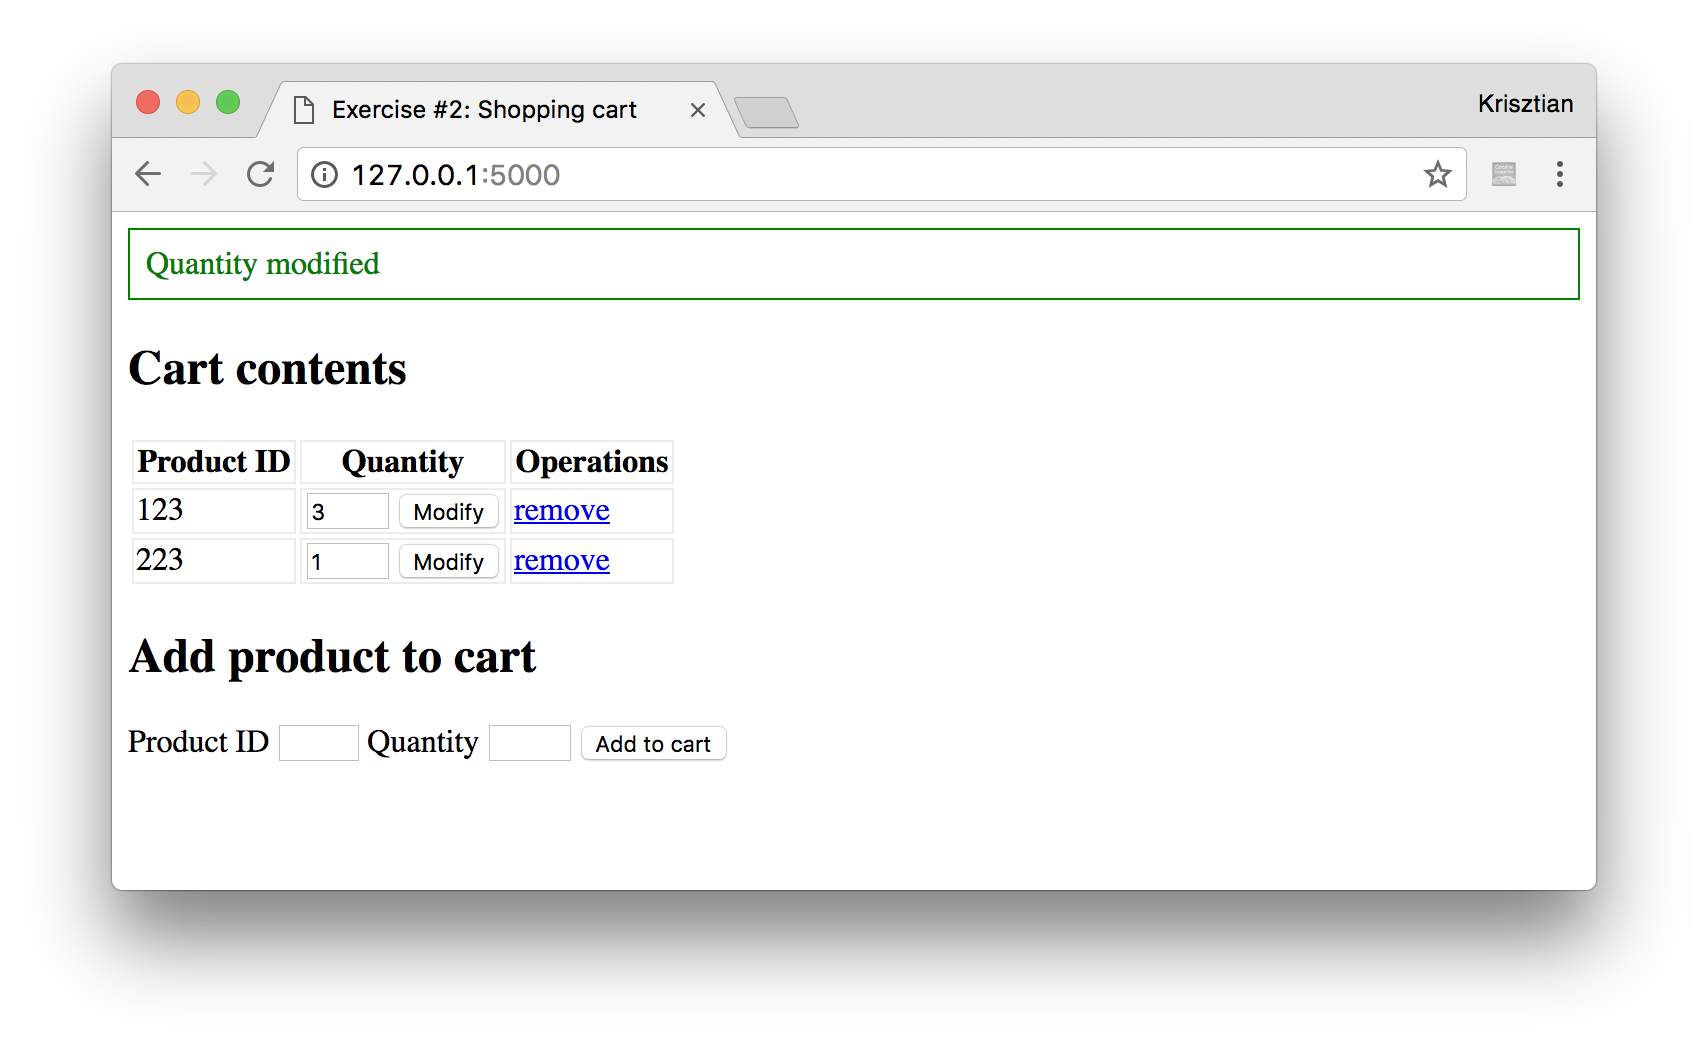 Exercise #2: Shopping cart
Krisztian
127.0.0.1:5000
Quantity modified
Cart contents
Product ID Quantity Operations
123 3 Modify remove
223 1 Modify remove
Add product to cart
Product ID Quantity Add to cart